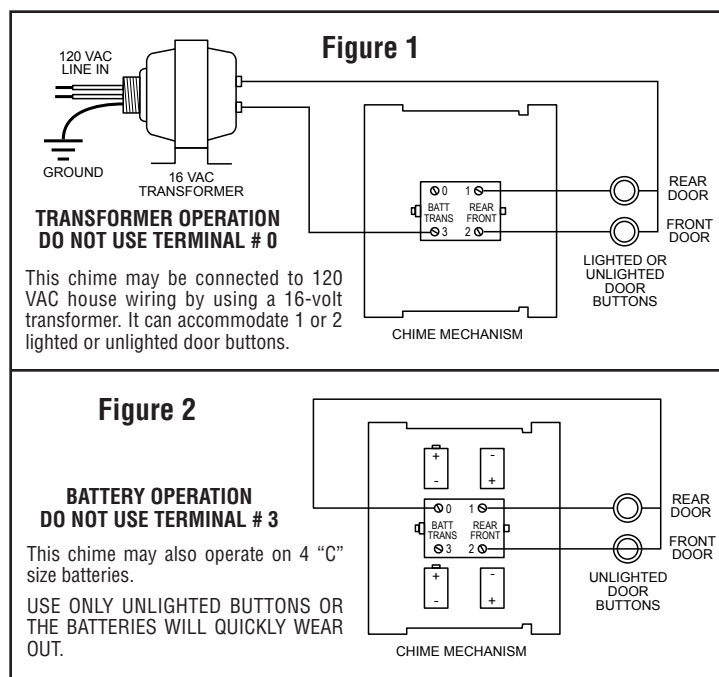 Figure 1
120 VAC
LINE IN
GROUND
16 VAC
TRANSFORMER
TRANSFORMER OPERATION
DO NOT USE TERMINAL # 0
This chime may be connected to 120
VAC house wiring by using a 16-volt
transformer. It can accommodate 1 or 2
lighted or unlighted door buttons.
0 1
BATT REAR
TRANS FRONT
3 2
CHIME MECHANISM
REAR
DOOR
FRONT
DOOR
LIGHTED OR
UNLIGHTED
DOOR
BUTTONS
Figure 2
BATTERY OPERATION
DO NOT USE TERMINAL # 3
This chime may also operate on 4 “C”
size batteries.
USE ONLY UNLIGHTED BUTTONS OR
THE BATTERIES WILL QUICKLY WEAR
OUT.
+ -
- +
0 1
BATT REAR
TRANS FRONT
3 2
+ -
- +
CHIME MECHANISM
REAR
DOOR
FRONT
DOOR
UNLIGHTED
DOOR
BUTTONS